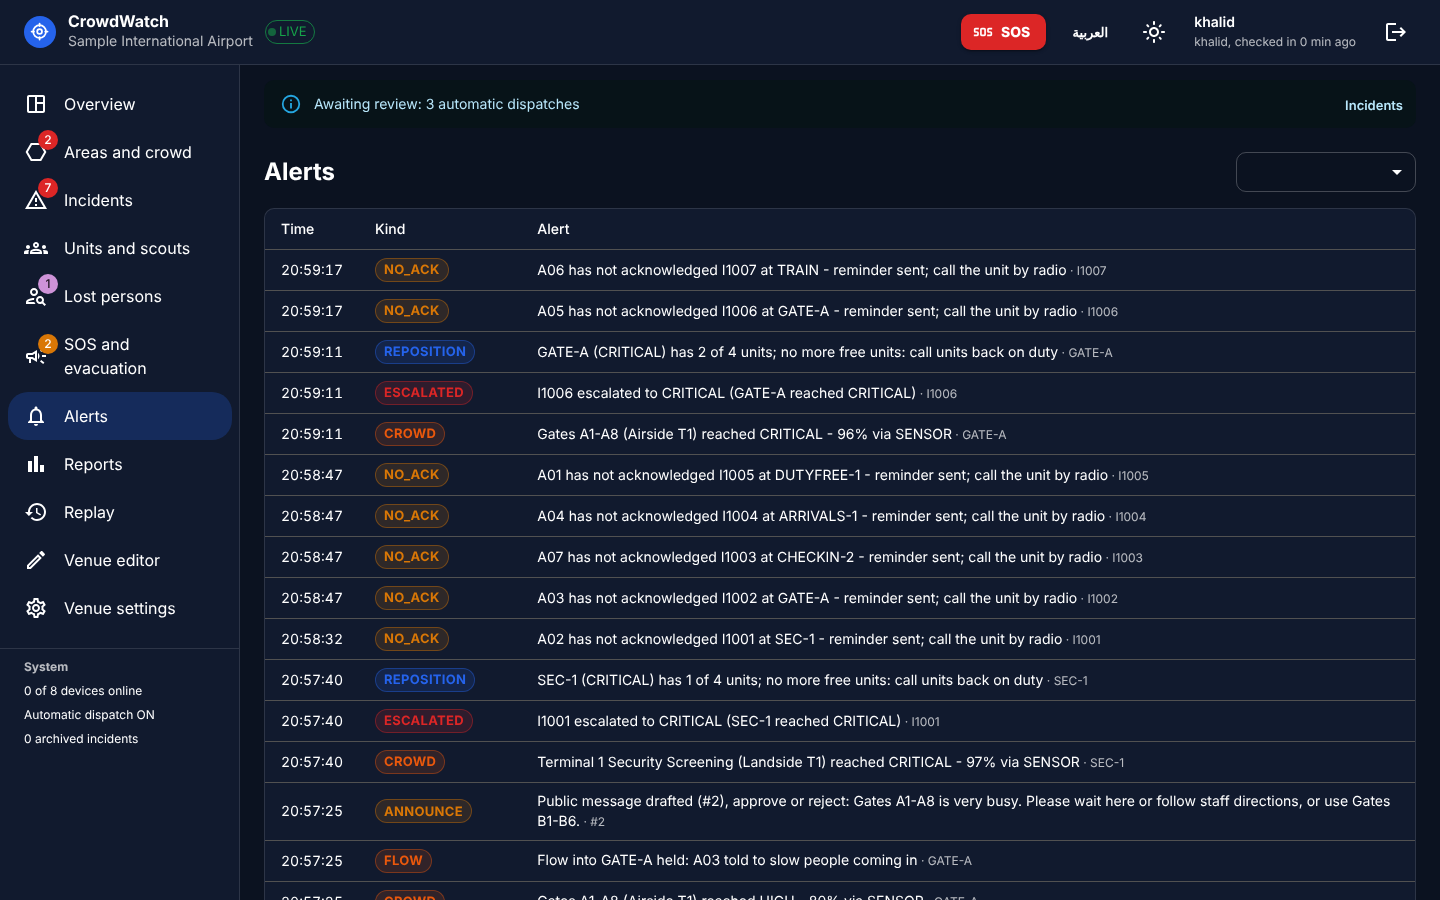 CrowdWatch
Sample International Airport
LIVE
SOS SOS
العربية
khalid
khalid, checked in 0 min ago
Overview
2
Areas and crowd
7
Incidents
Units and scouts
1
Lost persons
2
SOS and
evacuation
Alerts
Reports
Replay
Venue editor
Venue settings
System
0 of 8 devices online
Automatic dispatch ON
0 archived incidents
Awaiting review: 3 automatic dispatches
Incidents
Alerts
Time Kind Alert
20:59:17 NO_ACK A06 has not acknowledged I1007 at TRAIN - reminder sent; call the unit by radio · I1007
20:59:17 NO_ACK A05 has not acknowledged I1006 at GATE-A - reminder sent; call the unit by radio · I1006
20:59:11 REPOSITION GATE-A (CRITICAL) has 2 of 4 units; no more free units: call units back on duty · GATE-A
20:59:11 ESCALATED I1006 escalated to CRITICAL (GATE-A reached CRITICAL) · I1006
20:59:11 CROWD Gates A1-A8 (Airside T1) reached CRITICAL - 96% via SENSOR · GATE-A
20:58:47 NO_ACK A01 has not acknowledged I1005 at DUTYFREE-1 - reminder sent; call the unit by radio · I1005
20:58:47 NO_ACK A04 has not acknowledged I1004 at ARRIVALS-1 - reminder sent; call the unit by radio · I1004
20:58:47 NO_ACK A07 has not acknowledged I1003 at CHECKIN-2 - reminder sent; call the unit by radio · I1003
20:58:47 NO_ACK A03 has not acknowledged I1002 at GATE-A - reminder sent; call the unit by radio · I1002
20:58:32 NO_ACK A02 has not acknowledged I1001 at SEC-1 - reminder sent; call the unit by radio · I1001
20:57:40 REPOSITION SEC-1 (CRITICAL) has 1 of 4 units; no more free units: call units back on duty · SEC-1
20:57:40 ESCALATED I1001 escalated to CRITICAL (SEC-1 reached CRITICAL) · I1001
20:57:40 CROWD Terminal 1 Security Screening (Landside T1) reached CRITICAL - 97% via SENSOR · SEC-1
20:57:25 ANNOUNCE Public message drafted (#2), approve or reject: Gates A1-A8 is very busy. Please wait here or follow staff directions, or use Gates
B1-B6. · #2
20:57:25 FLOW Flow into GATE-A held: A03 told to slow people coming in · GATE-A
20:57:25 CROWD Gates A1-A8 (Airside T1) reached HIGH - 80% via SENSOR · GATE-A